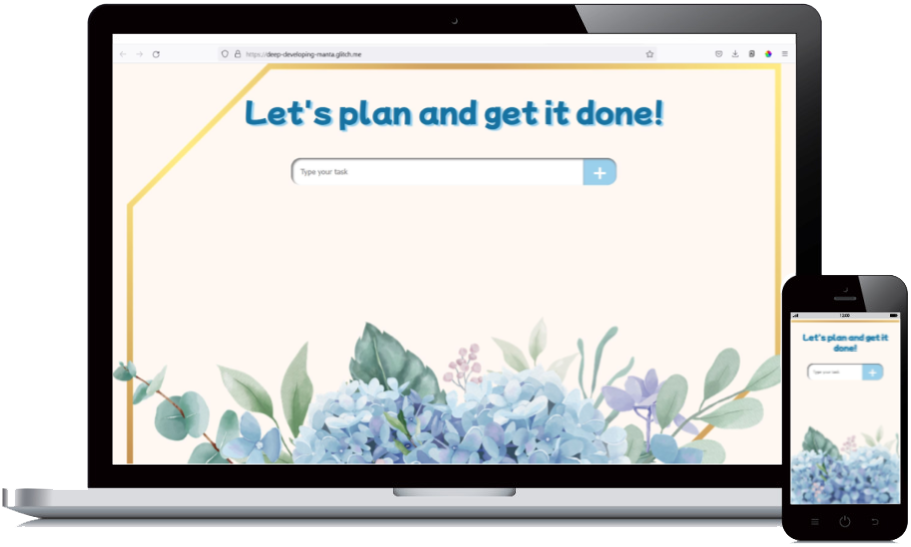 https://deep-developing-manta.glitch.me
Let's plan and get it done!
Type your task
+
12:00
Let's plan and get it
done!
Type your task
+